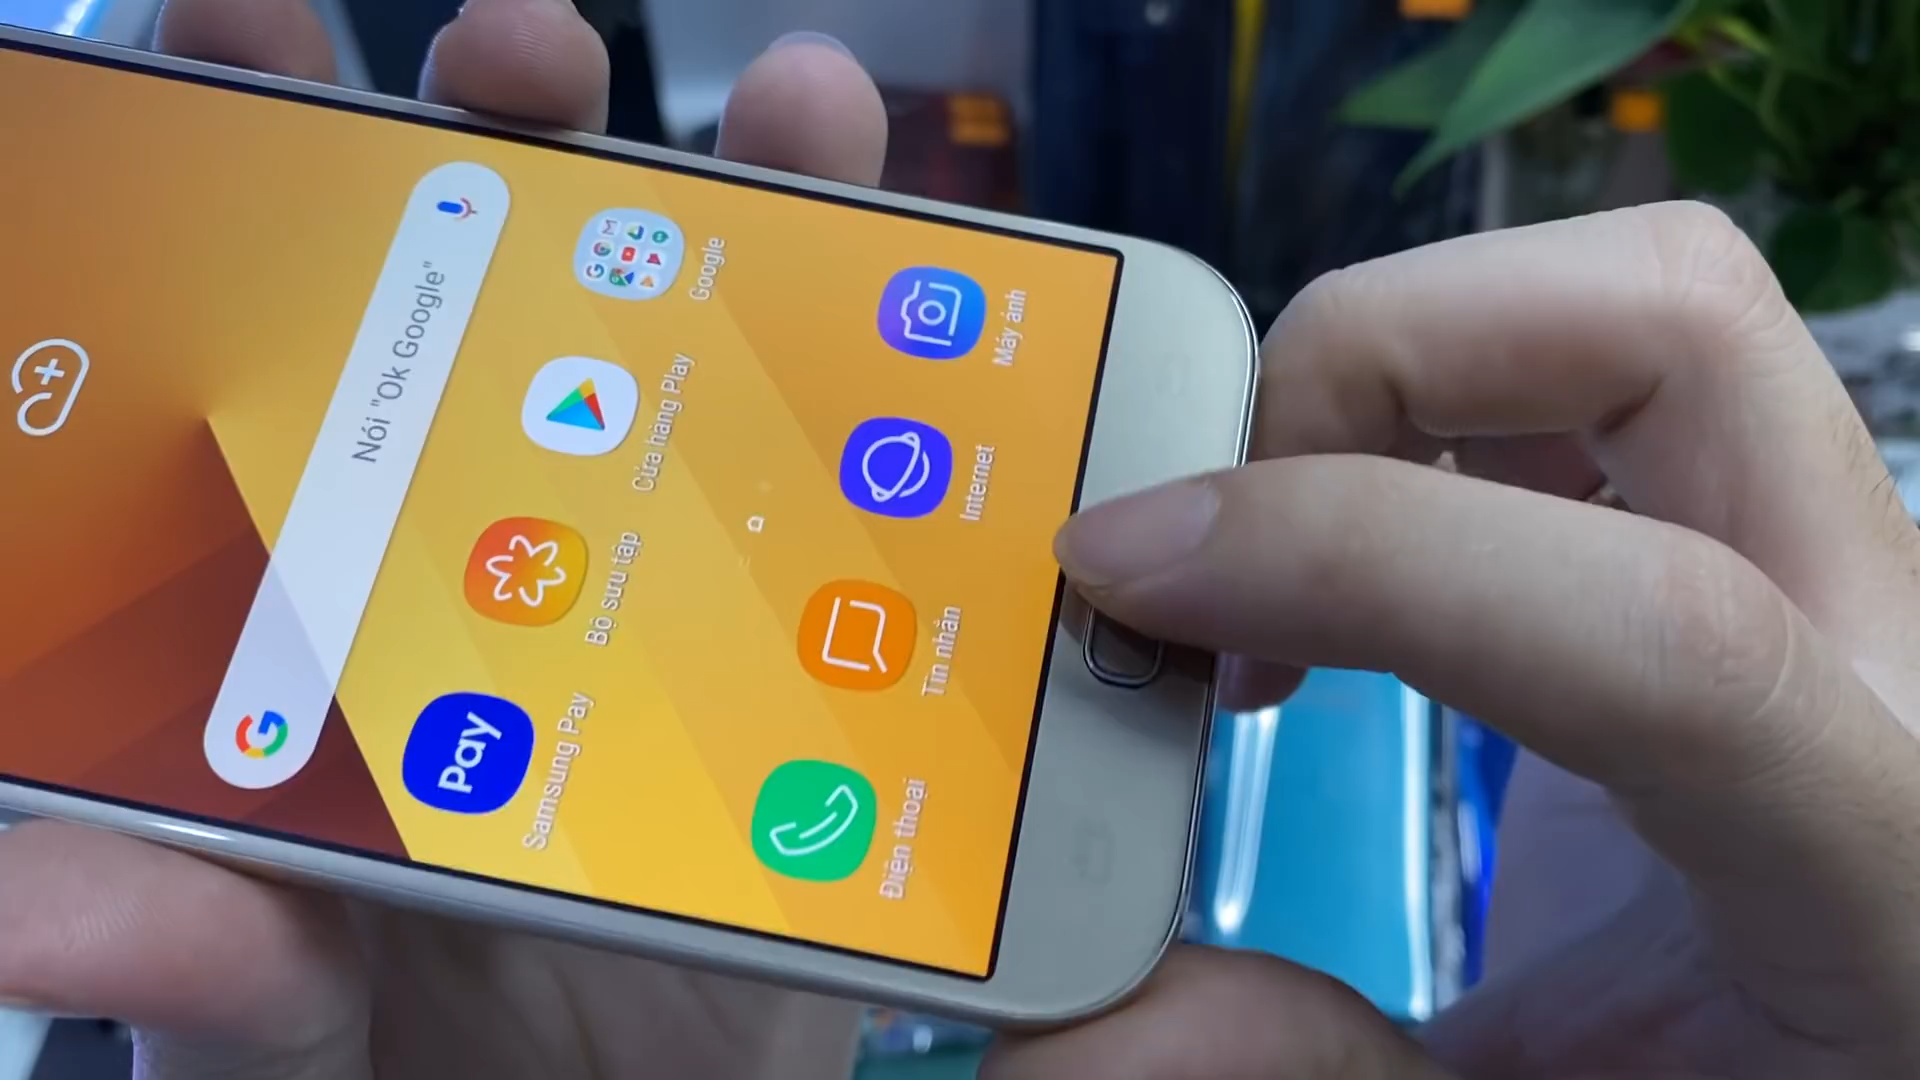 Nói "Ok Google"
Pay
Samsung Pay
Bộ sưu tập
Cửa hàng Play
Google
Điện thoại
Tin nhắn
Internet
Máy ảnh